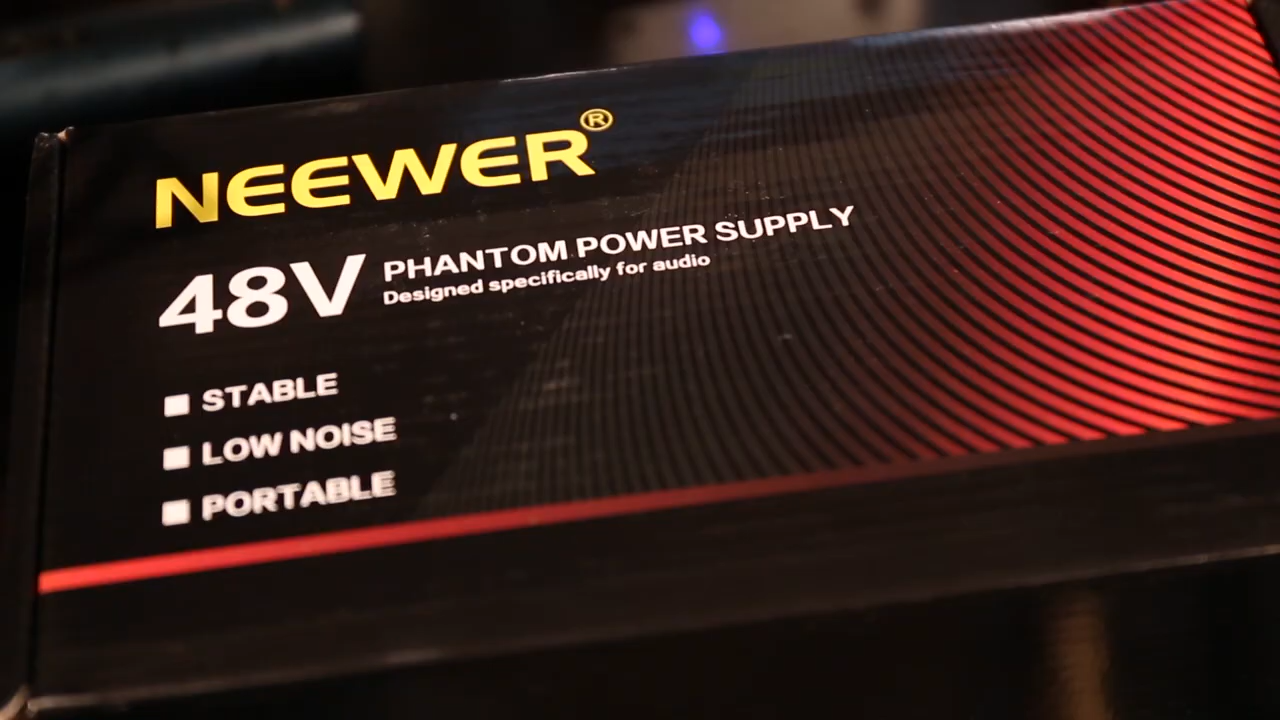 NEEWER®
48V PHANTOM POWER SUPPLY
Designed specifically for audio
■ STABLE
■ LOW NOISE
■ PORTABLE